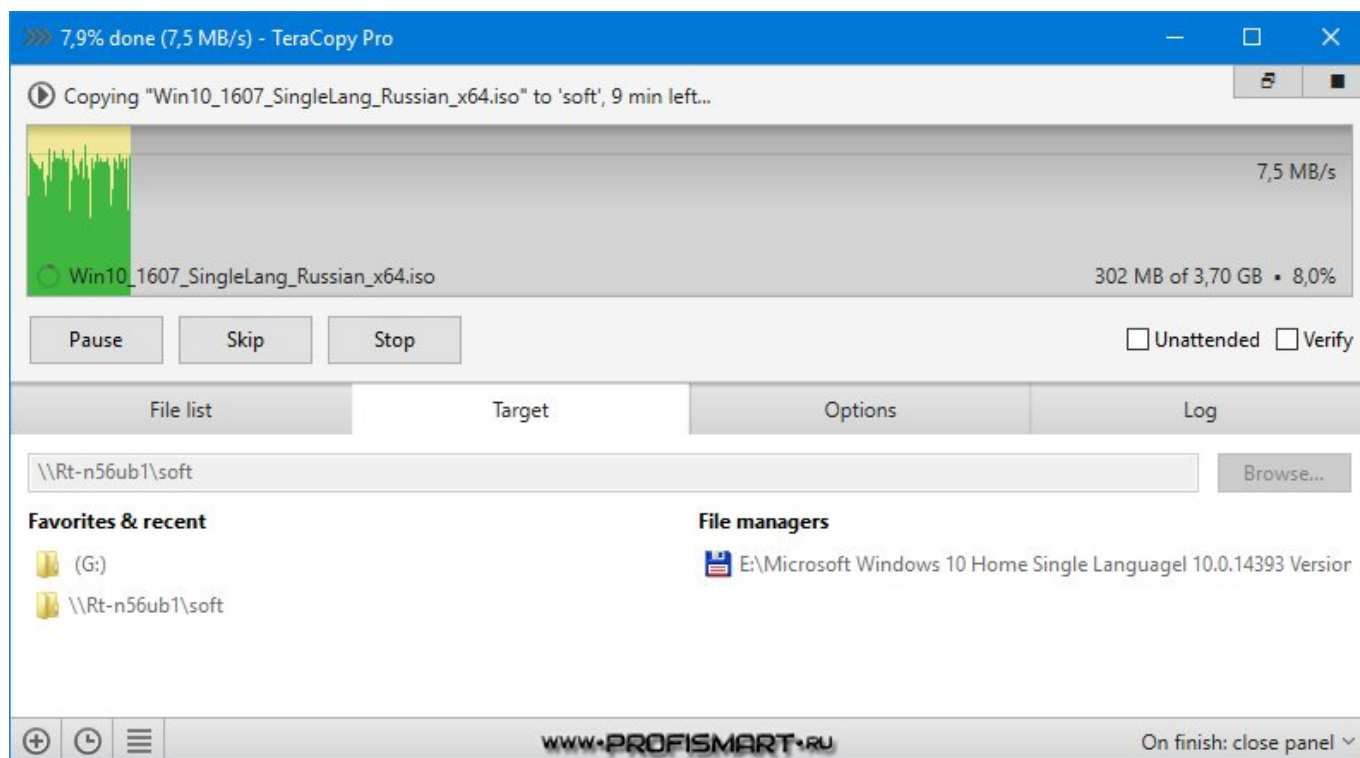 7,9% done (7,5 MB/s) - TeraCopy Pro
Copying "Win10_1607_SingleLang_Russian_x64.iso" to 'soft', 9 min left...
7,5 MB/s
Win10_1607_SingleLang_Russian_x64.iso 302 MB of 3,70 GB • 8,0%
Pause Skip Stop Unattended Verify
File list Target Options Log
\\Rt-n56ub1\soft Browse...
Favorites & recent File managers
(G:) E:\Microsoft Windows 10 Home Single Languagel 10.0.14393 Version
\\Rt-n56ub1\soft
www•PROFISMART•RU On finish: close panel